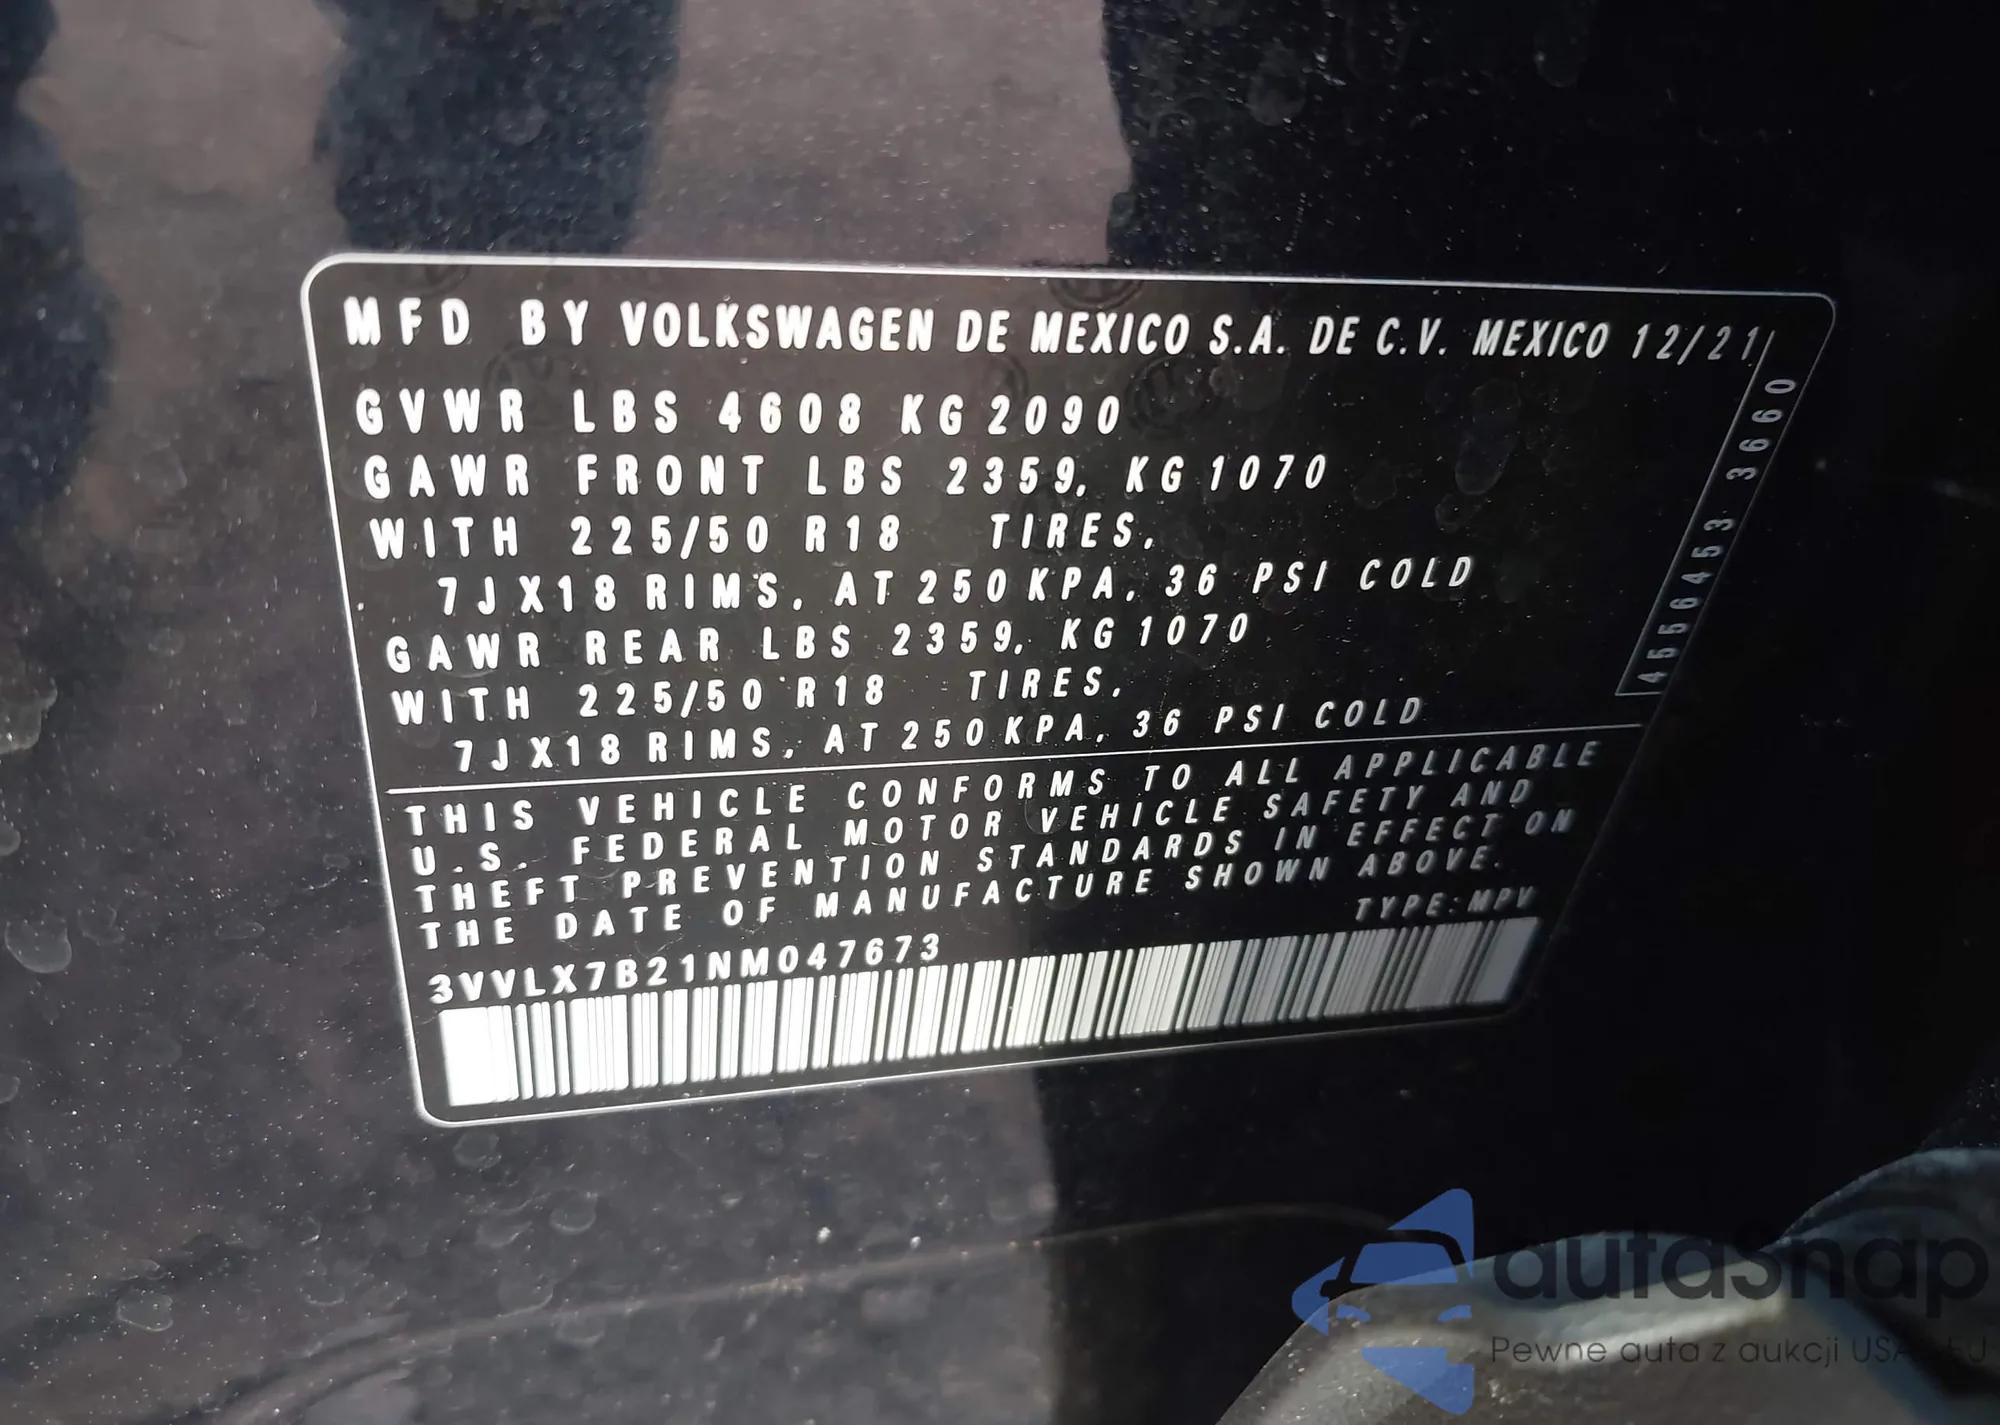 MFD BY VOLKSWAGEN DE MEXICO S.A. DE C.V. MEXICO 12/21
GVWR LBS 4608 KG 2090
GAWR FRONT LBS 2359, KG 1070
WITH 225/50 R18 TIRES,
7JX18 RIMS, AT 250 KPA, 36 PSI COLD
GAWR REAR LBS 2359, KG 1070
WITH 225/50 R18 TIRES,
7JX18 RIMS, AT 250 KPA, 36 PSI COLD
4556453 3660
THIS VEHICLE CONFORMS TO ALL APPLICABLE
U.S. FEDERAL MOTOR VEHICLE SAFETY AND
THEFT PREVENTION STANDARDS IN EFFECT ON
THE DATE OF MANUFACTURE SHOWN ABOVE.
TYPE:MPV
3VVLX7B21NM047673
autasnap
Pewne auta z aukcji USA EU